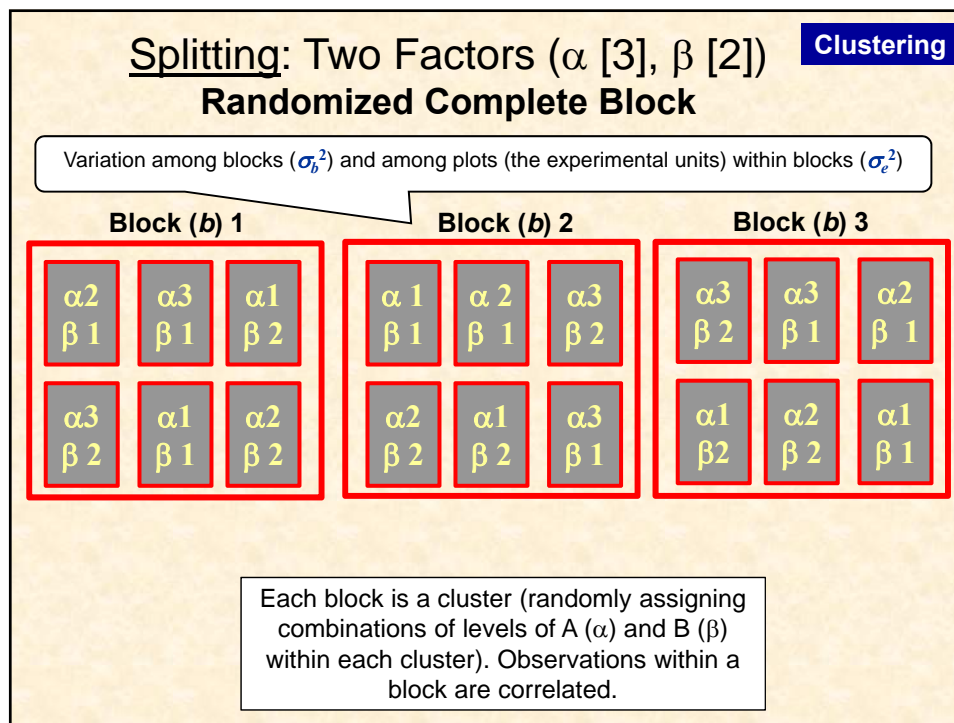 Splitting: Two Factors (α [3], β [2])
Clustering
Randomized Complete Block
Variation among blocks (σb²) and among plots (the experimental units) within blocks (σe²)
Block (b) 1
Block (b) 2
Block (b) 3
α2 α3 α1
β 1 β 1 β 2
α3 α1 α2
β 2 β 1 β 2
α 1 α 2 α3
β 1 β 1 β 2
α2 α1 α3
β 2 β 2 β 1
α3 α3 α2
β 2 β 1 β 1
α1 α2 α1
β2 β 2 β 1
Each block is a cluster (randomly assigning
combinations of levels of A (α) and B (β)
within each cluster). Observations within a
block are correlated.